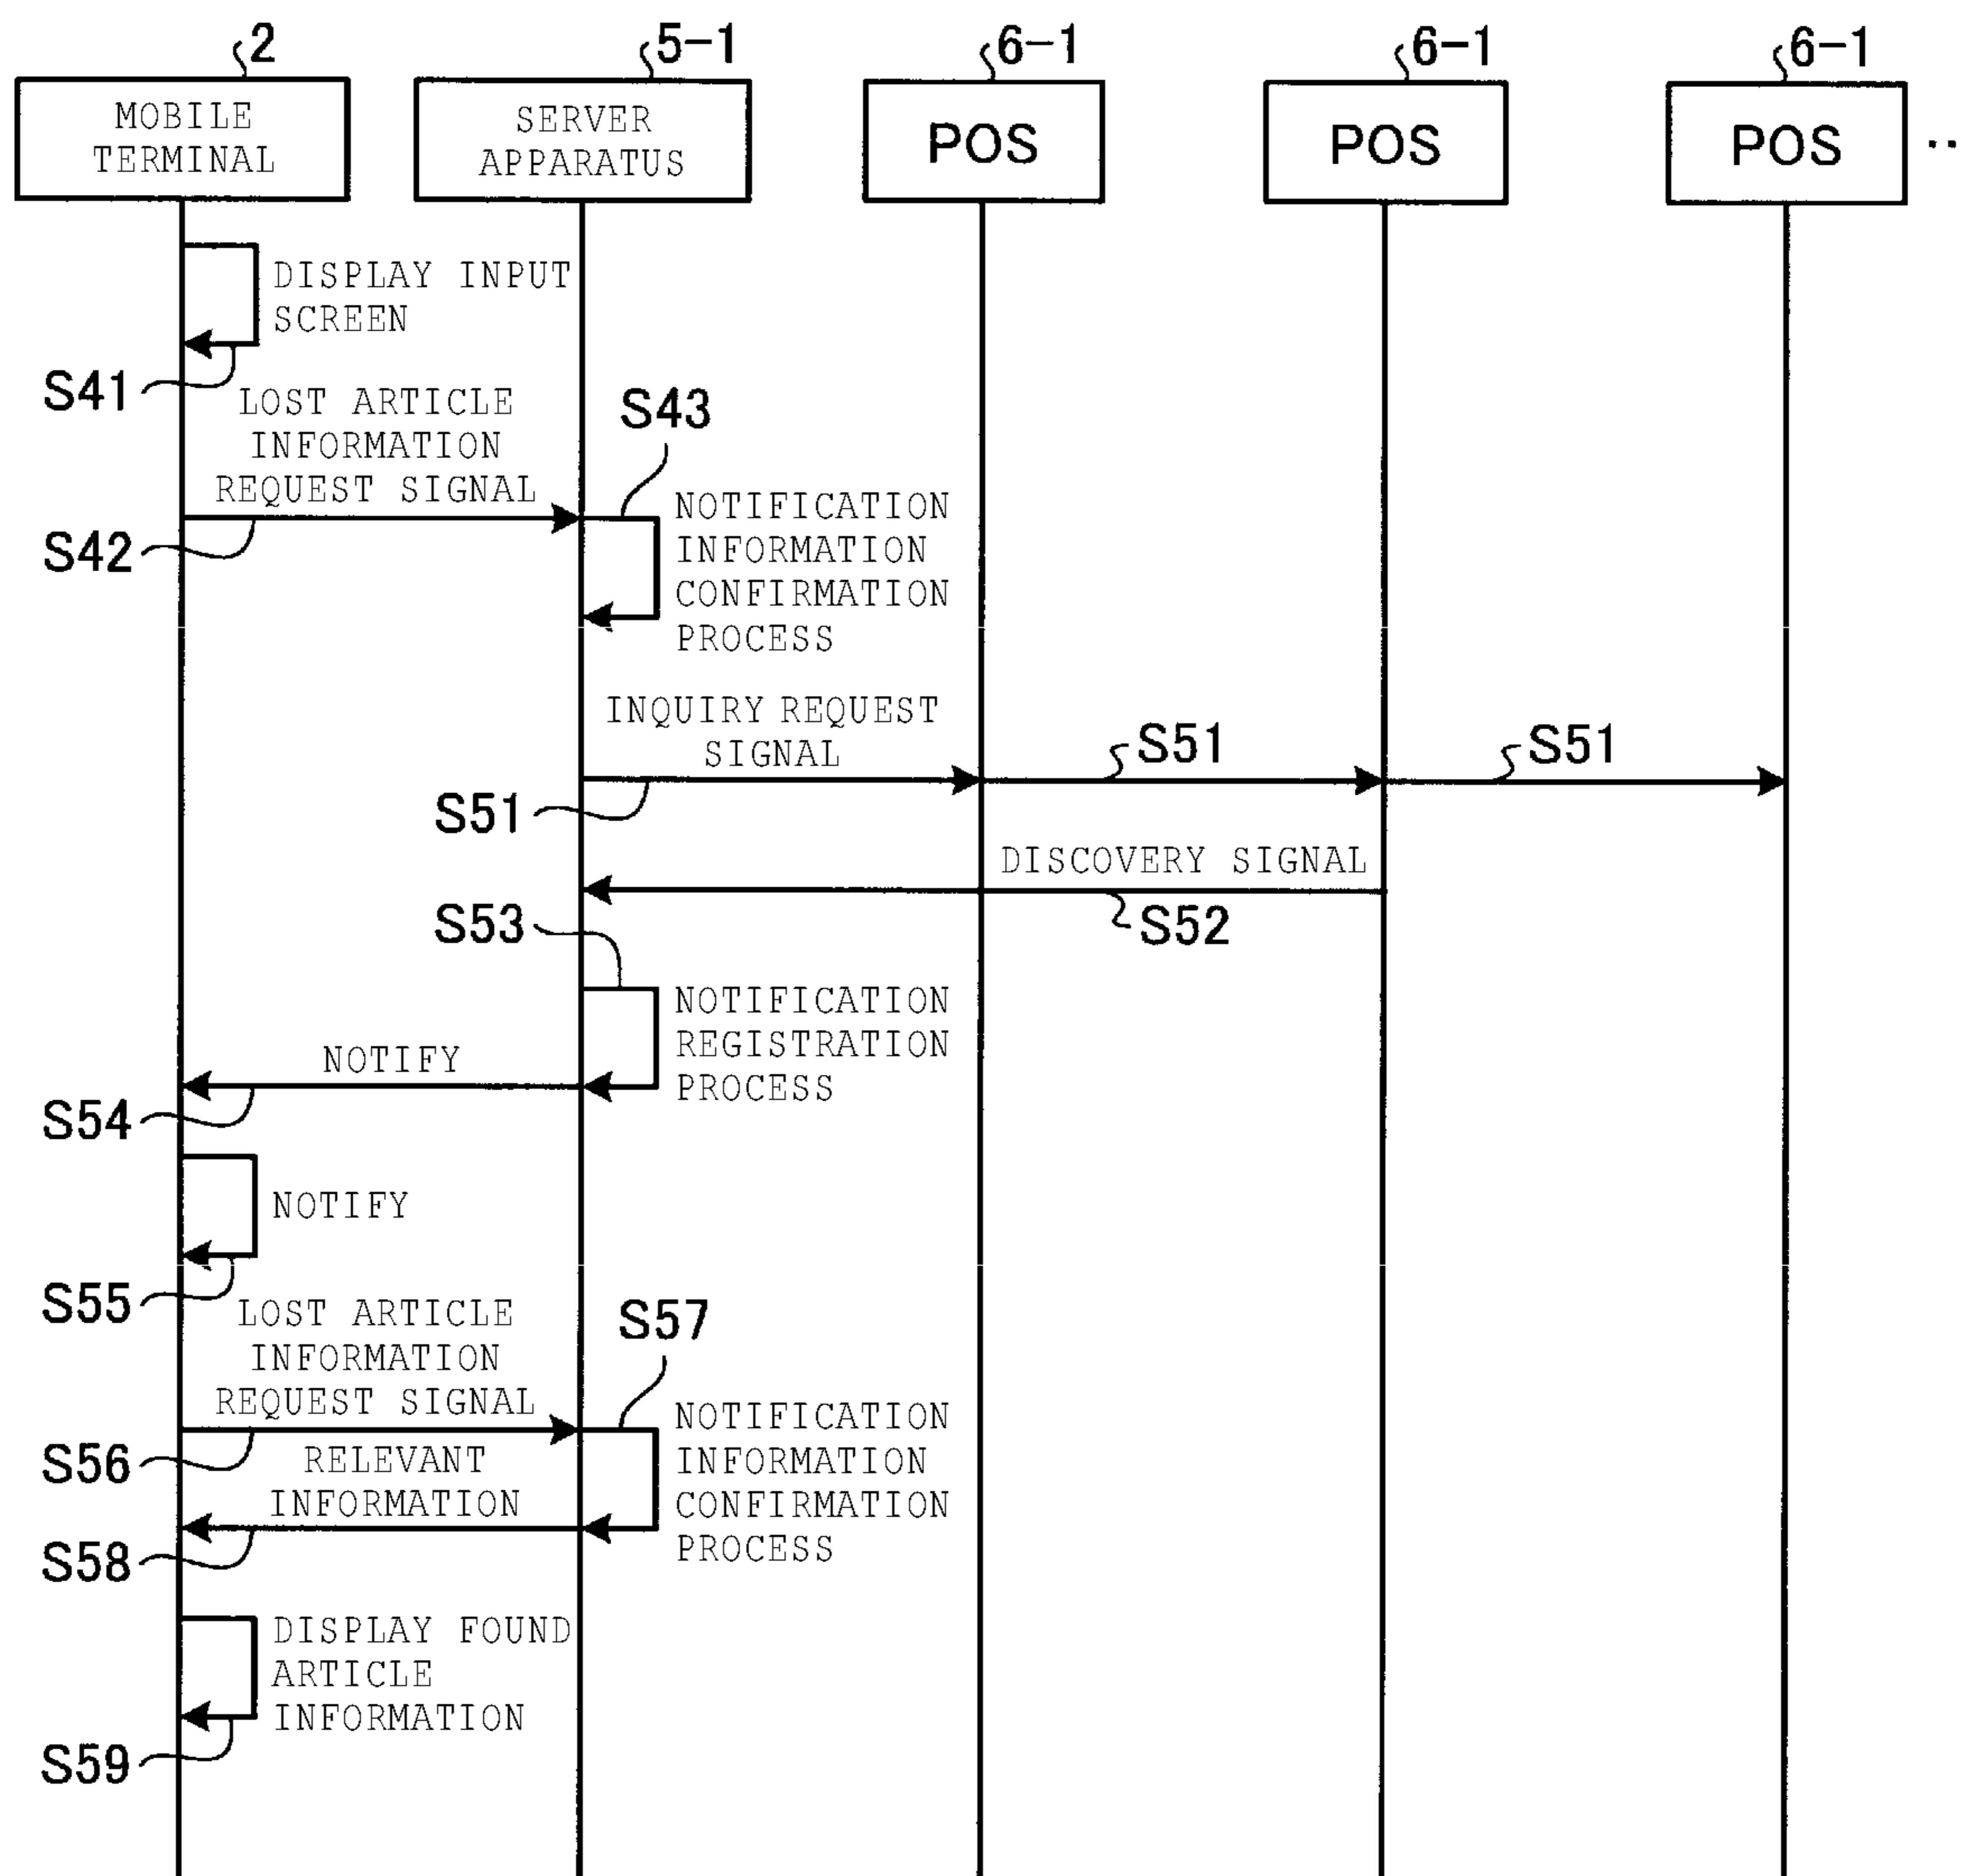 2
5-1
6-1
6-1
6-1
MOBILE
TERMINAL
SERVER
APPARATUS
POS
POS
POS
..
DISPLAY INPUT
SCREEN
S41
LOST ARTICLE
INFORMATION
REQUEST SIGNAL
S42
S43
NOTIFICATION
INFORMATION
CONFIRMATION
PROCESS
INQUIRY REQUEST
SIGNAL
S51
S51
S51
DISCOVERY SIGNAL
S52
S53
NOTIFICATION
REGISTRATION
PROCESS
NOTIFY
S54
NOTIFY
S55
LOST ARTICLE
INFORMATION
REQUEST SIGNAL
S56
S57
NOTIFICATION
INFORMATION
CONFIRMATION
PROCESS
RELEVANT
INFORMATION
S58
DISPLAY FOUND
ARTICLE
INFORMATION
S59